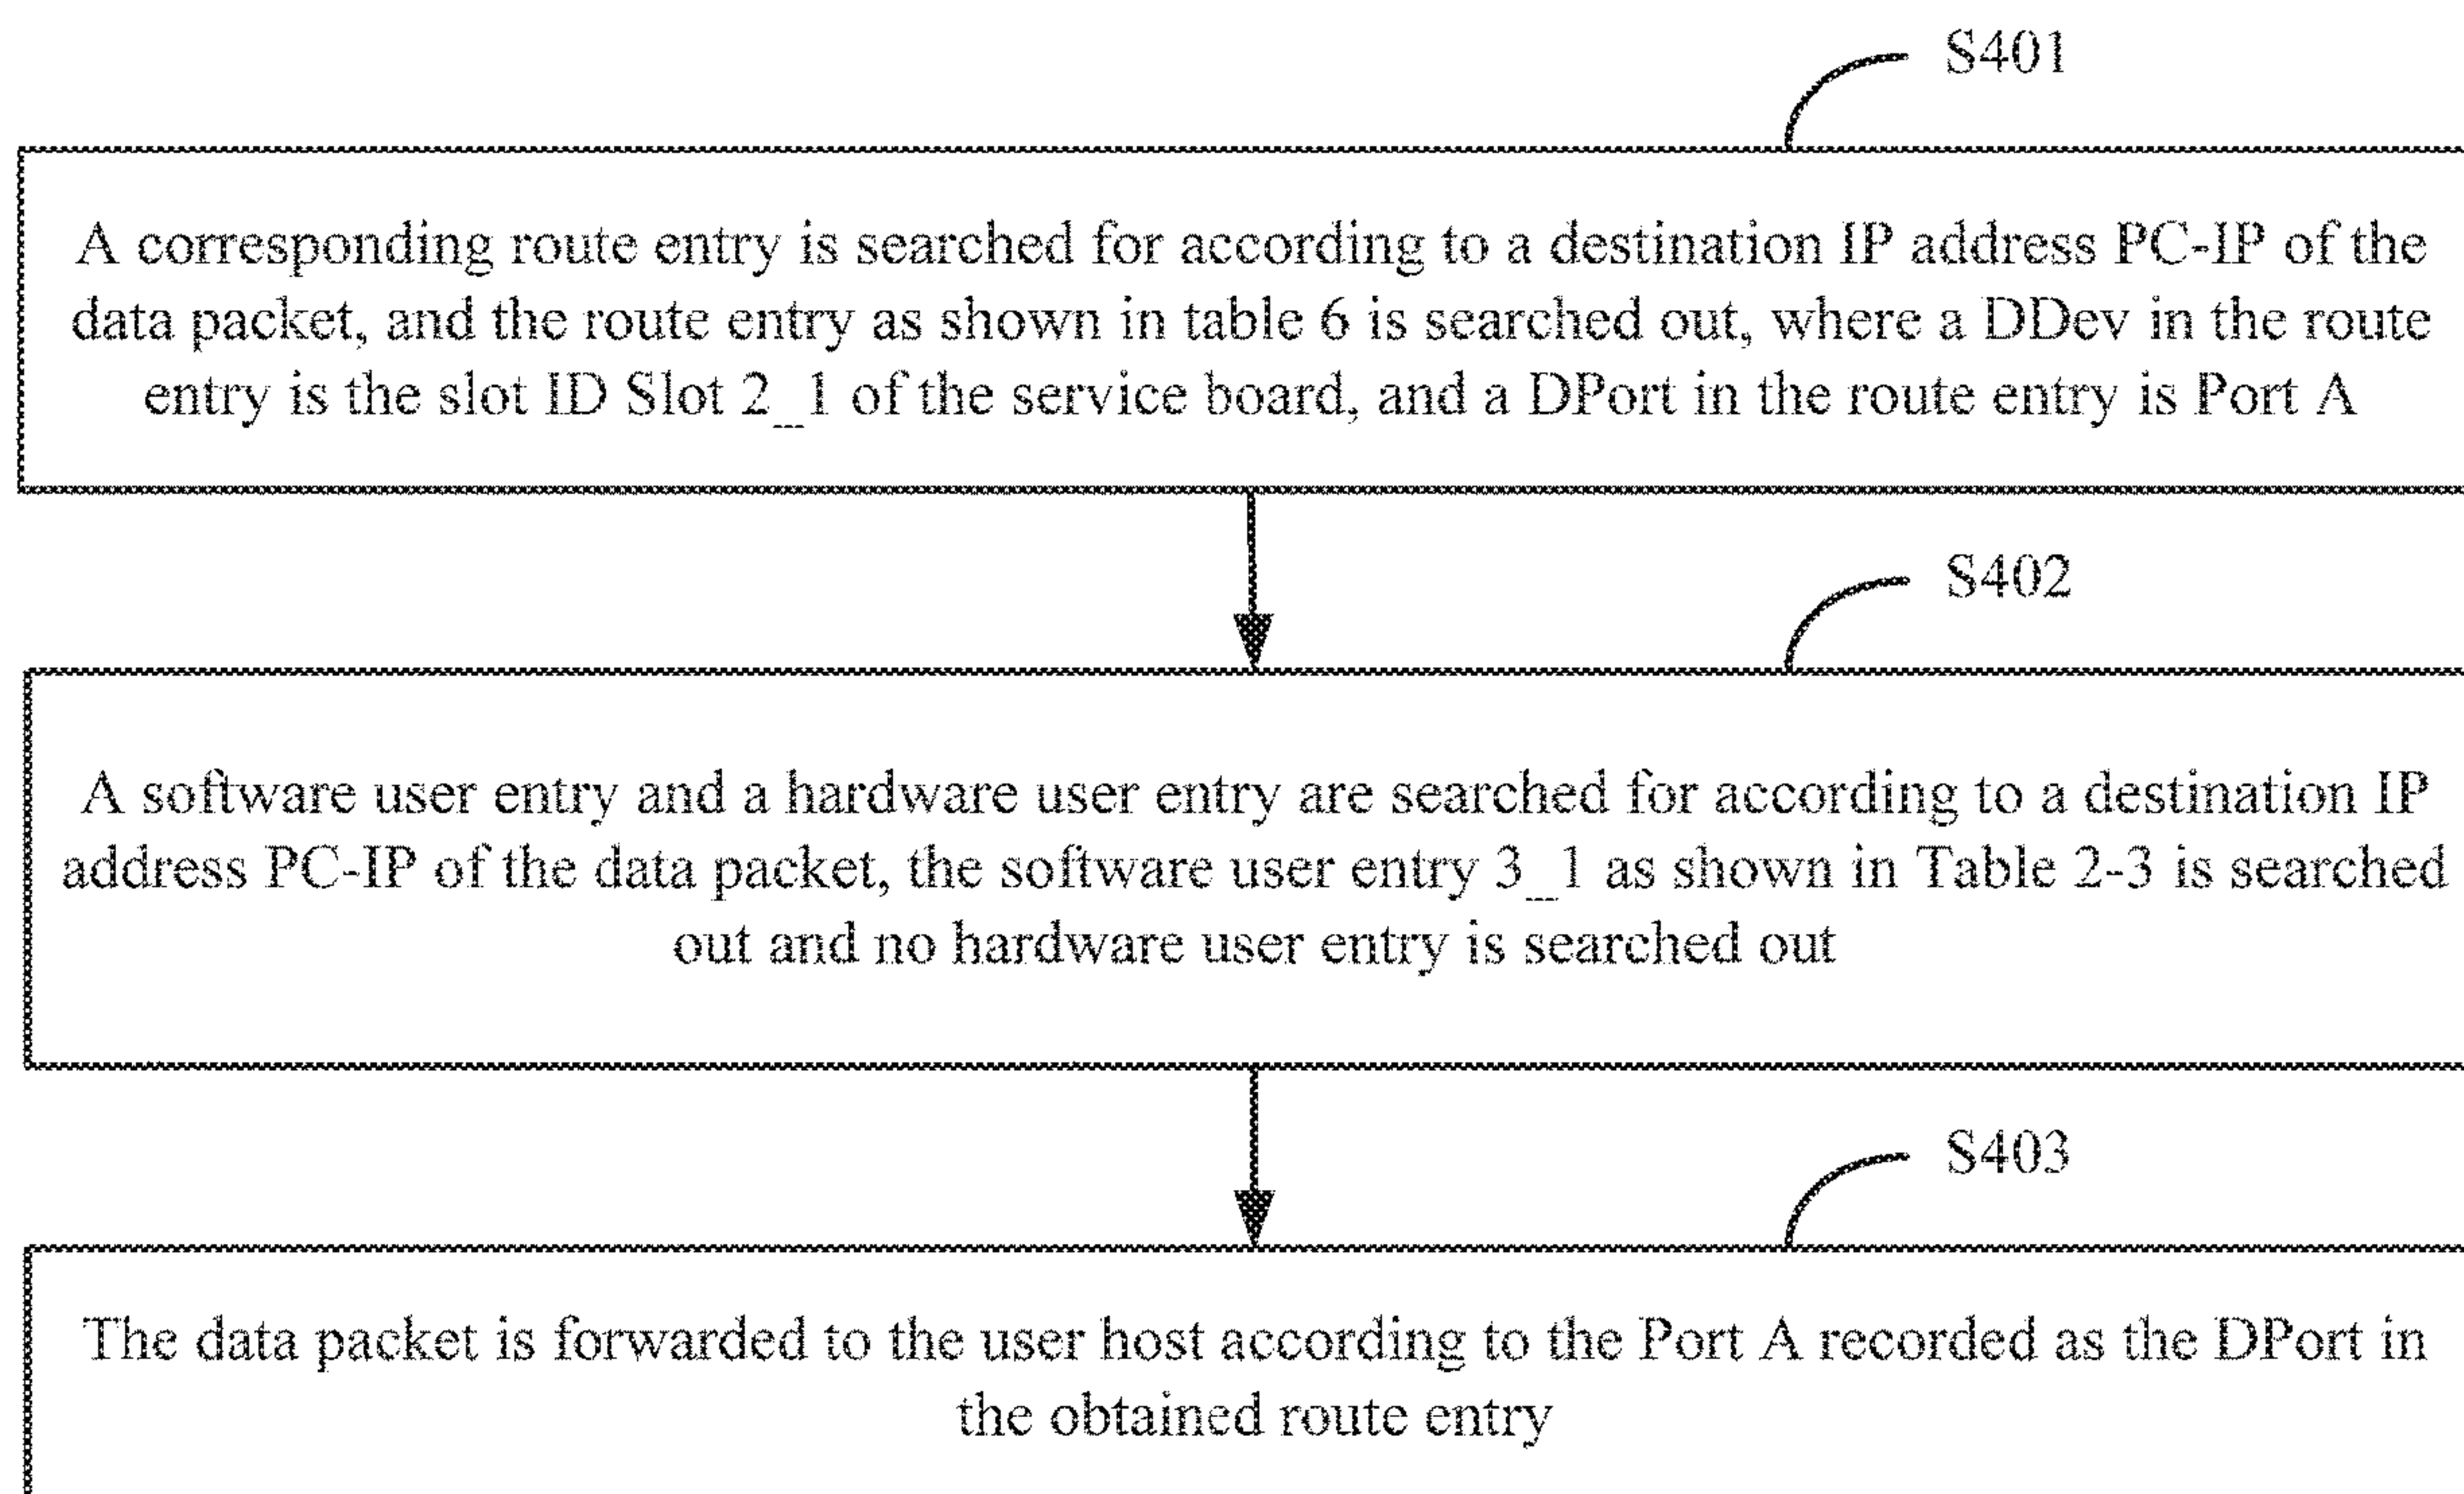 S401
A corresponding route entry is searched for according to a destination IP address PC-IP of the
data packet, and the route entry as shown in table 6 is searched out, where a DDev in the route
entry is the slot ID Slot 2_1 of the service board, and a DPort in the route entry is Port A
S402
A software user entry and a hardware user entry are searched for according to a destination IP
address PC-IP of the data packet, the software user entry 3_1 as shown in Table 2-3 is searched
out and no hardware user entry is searched out
S403
The data packet is forwarded to the user host according to the Port A recorded as the DPort in
the obtained route entry